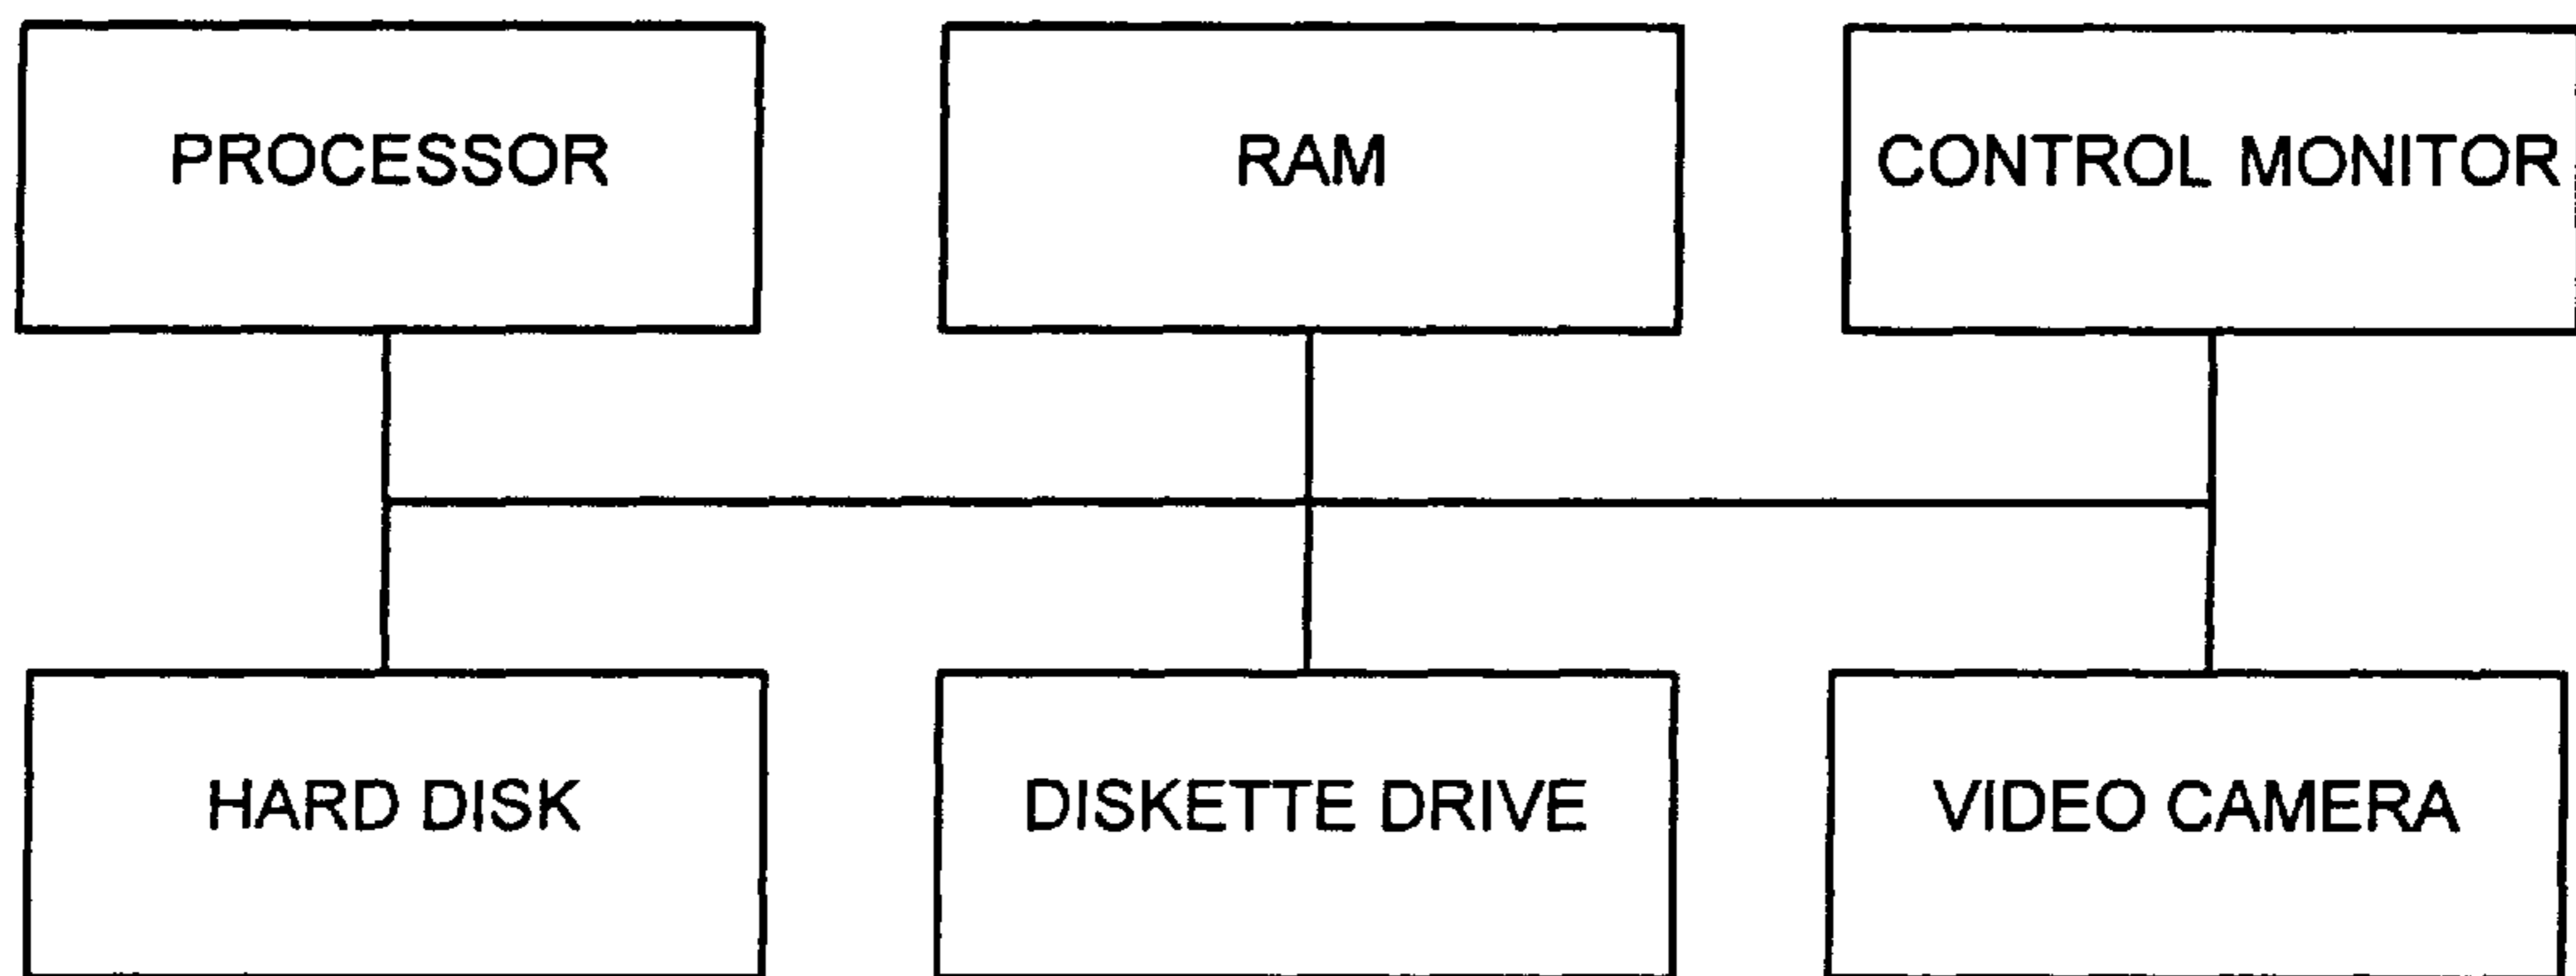 PROCESSOR
RAM
CONTROL MONITOR
HARD DISK
DISKETTE DRIVE
VIDEO CAMERA